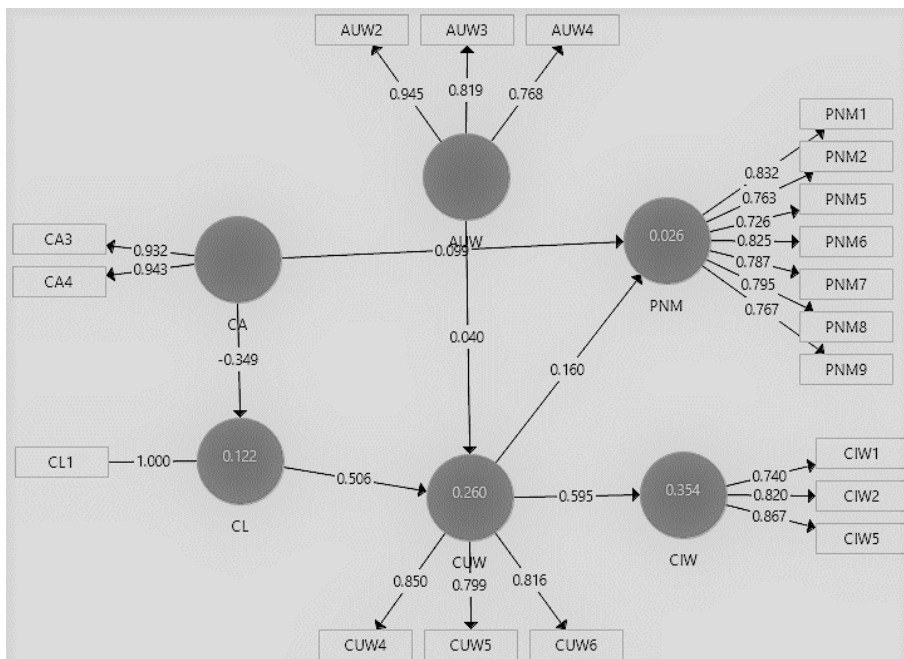 AUW2 AUW3 AUW4
0.945 0.819 0.768
PNM1
PNM2
PNM5
PNM6
PNM7
PNM8
PNM9
0.832
0.763
0.726
0.825
0.787
0.795
0.767
AUW
0.026
PNM
CA3
CA4
0.932
0.943
CA
0.099
-0.349
0.040
0.160
CL1
1.000
0.122
CL
0.506
0.260
CUW
0.595
0.354
CIW
0.740
0.820
0.867
CIW1
CIW2
CIW5
0.850 0.799 0.816
CUW4 CUW5 CUW6